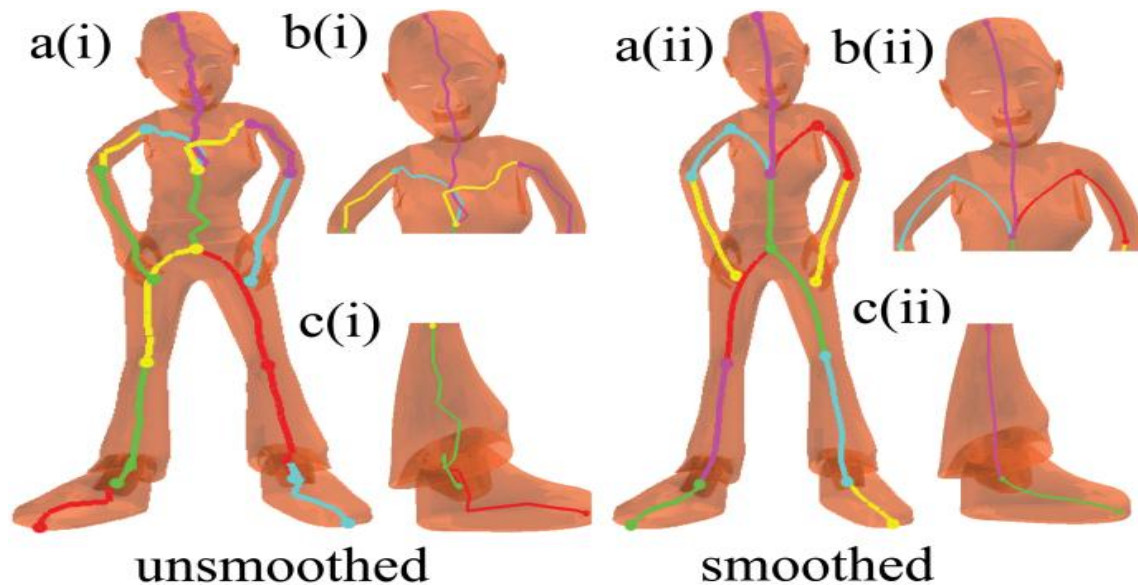 a(i)
b(i)
a(ii)
b(ii)
c(i)
c(ii)
unsmoothed
smoothed